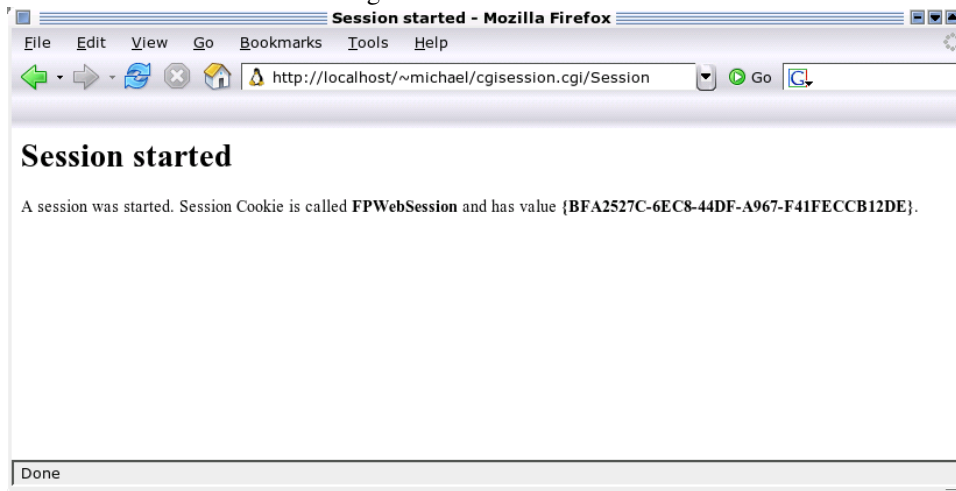 Session started - Mozilla Firefox
File Edit View Go Bookmarks Tools Help
http://localhost/~michael/cgisession.cgi/Session Go G
Session started
A session was started. Session Cookie is called FPWebSession and has value {BFA2527C-6EC8-44DF-A967-F41FECCB12DE}.
Done